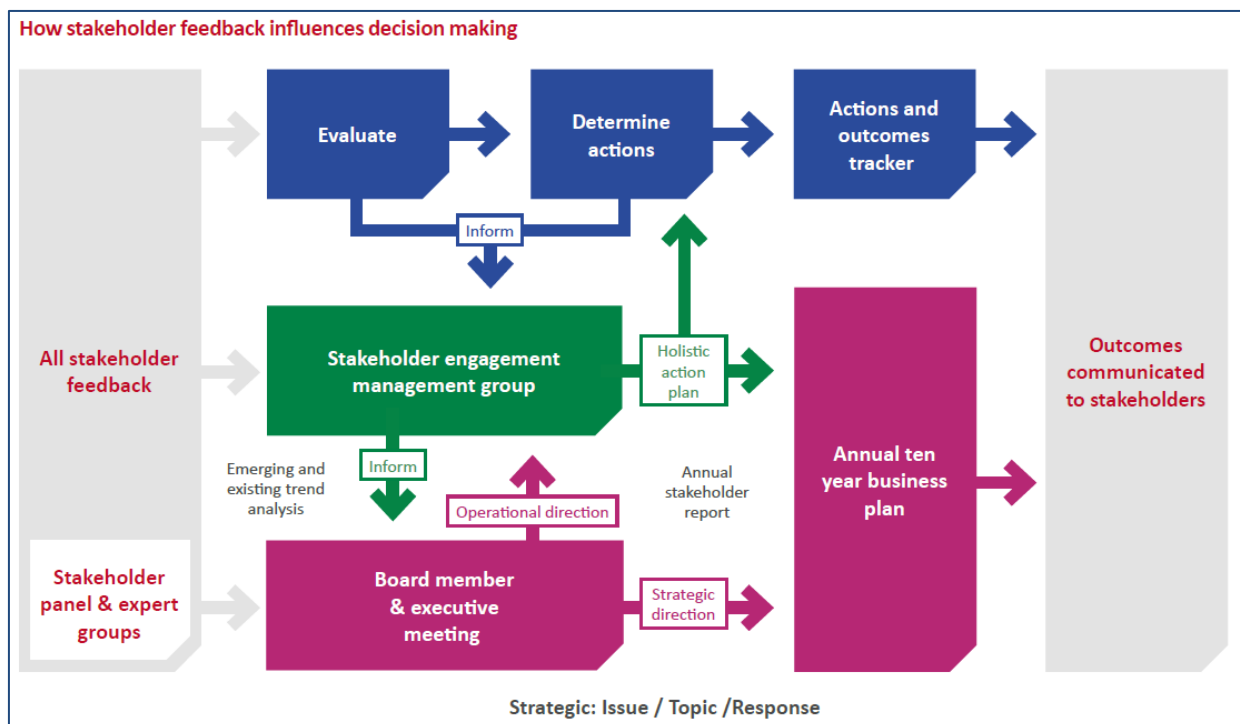 How stakeholder feedback influences decision making
Evaluate
Determine
actions
Actions and
outcomes
tracker
Inform
All stakeholder
feedback
Stakeholder engagement
management group
Holistic
action
plan
Outcomes
communicated
to stakeholders
Emerging and
existing trend
analysis
Inform
Operational direction
Annual
stakeholder
report
Annual ten
year business
plan
Stakeholder
panel & expert
groups
Board member
& executive
meeting
Strategic
direction
Strategic: Issue / Topic /Response